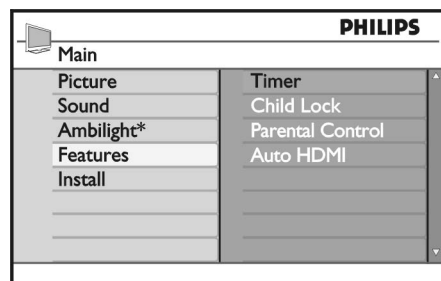 PHILIPS
Main
Picture
Sound
Ambilight*
Features
Install
Timer
Child Lock
Parental Control
Auto HDMI